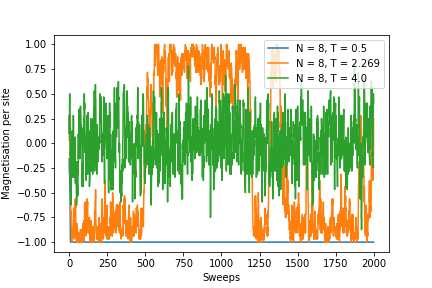 1.00
0.75
0.50
0.25
0.00
−0.25
−0.50
−0.75
−1.00
Magnetisation per site
N = 8, T = 0.5
N = 8, T = 2.269
N = 8, T = 4.0
0 250 500 750 1000 1250 1500 1750 2000
Sweeps